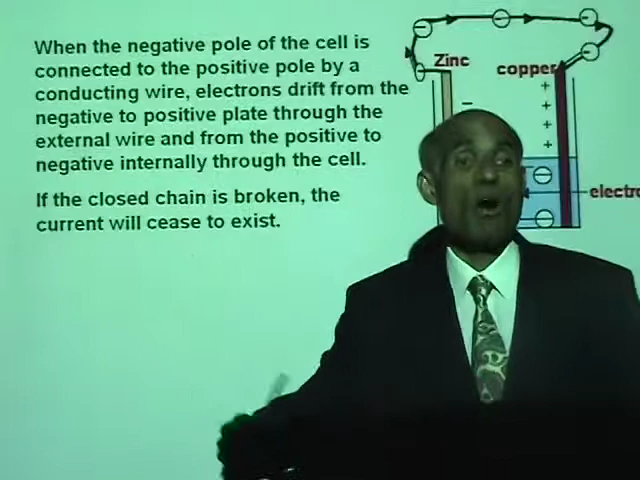 When the negative pole of the cell is
connected to the positive pole by a
conducting wire, electrons drift from the
negative to positive plate through the
external wire and from the positive to
negative internally through the cell.
If the closed chain is broken, the
current will cease to exist.
Zinc
copper